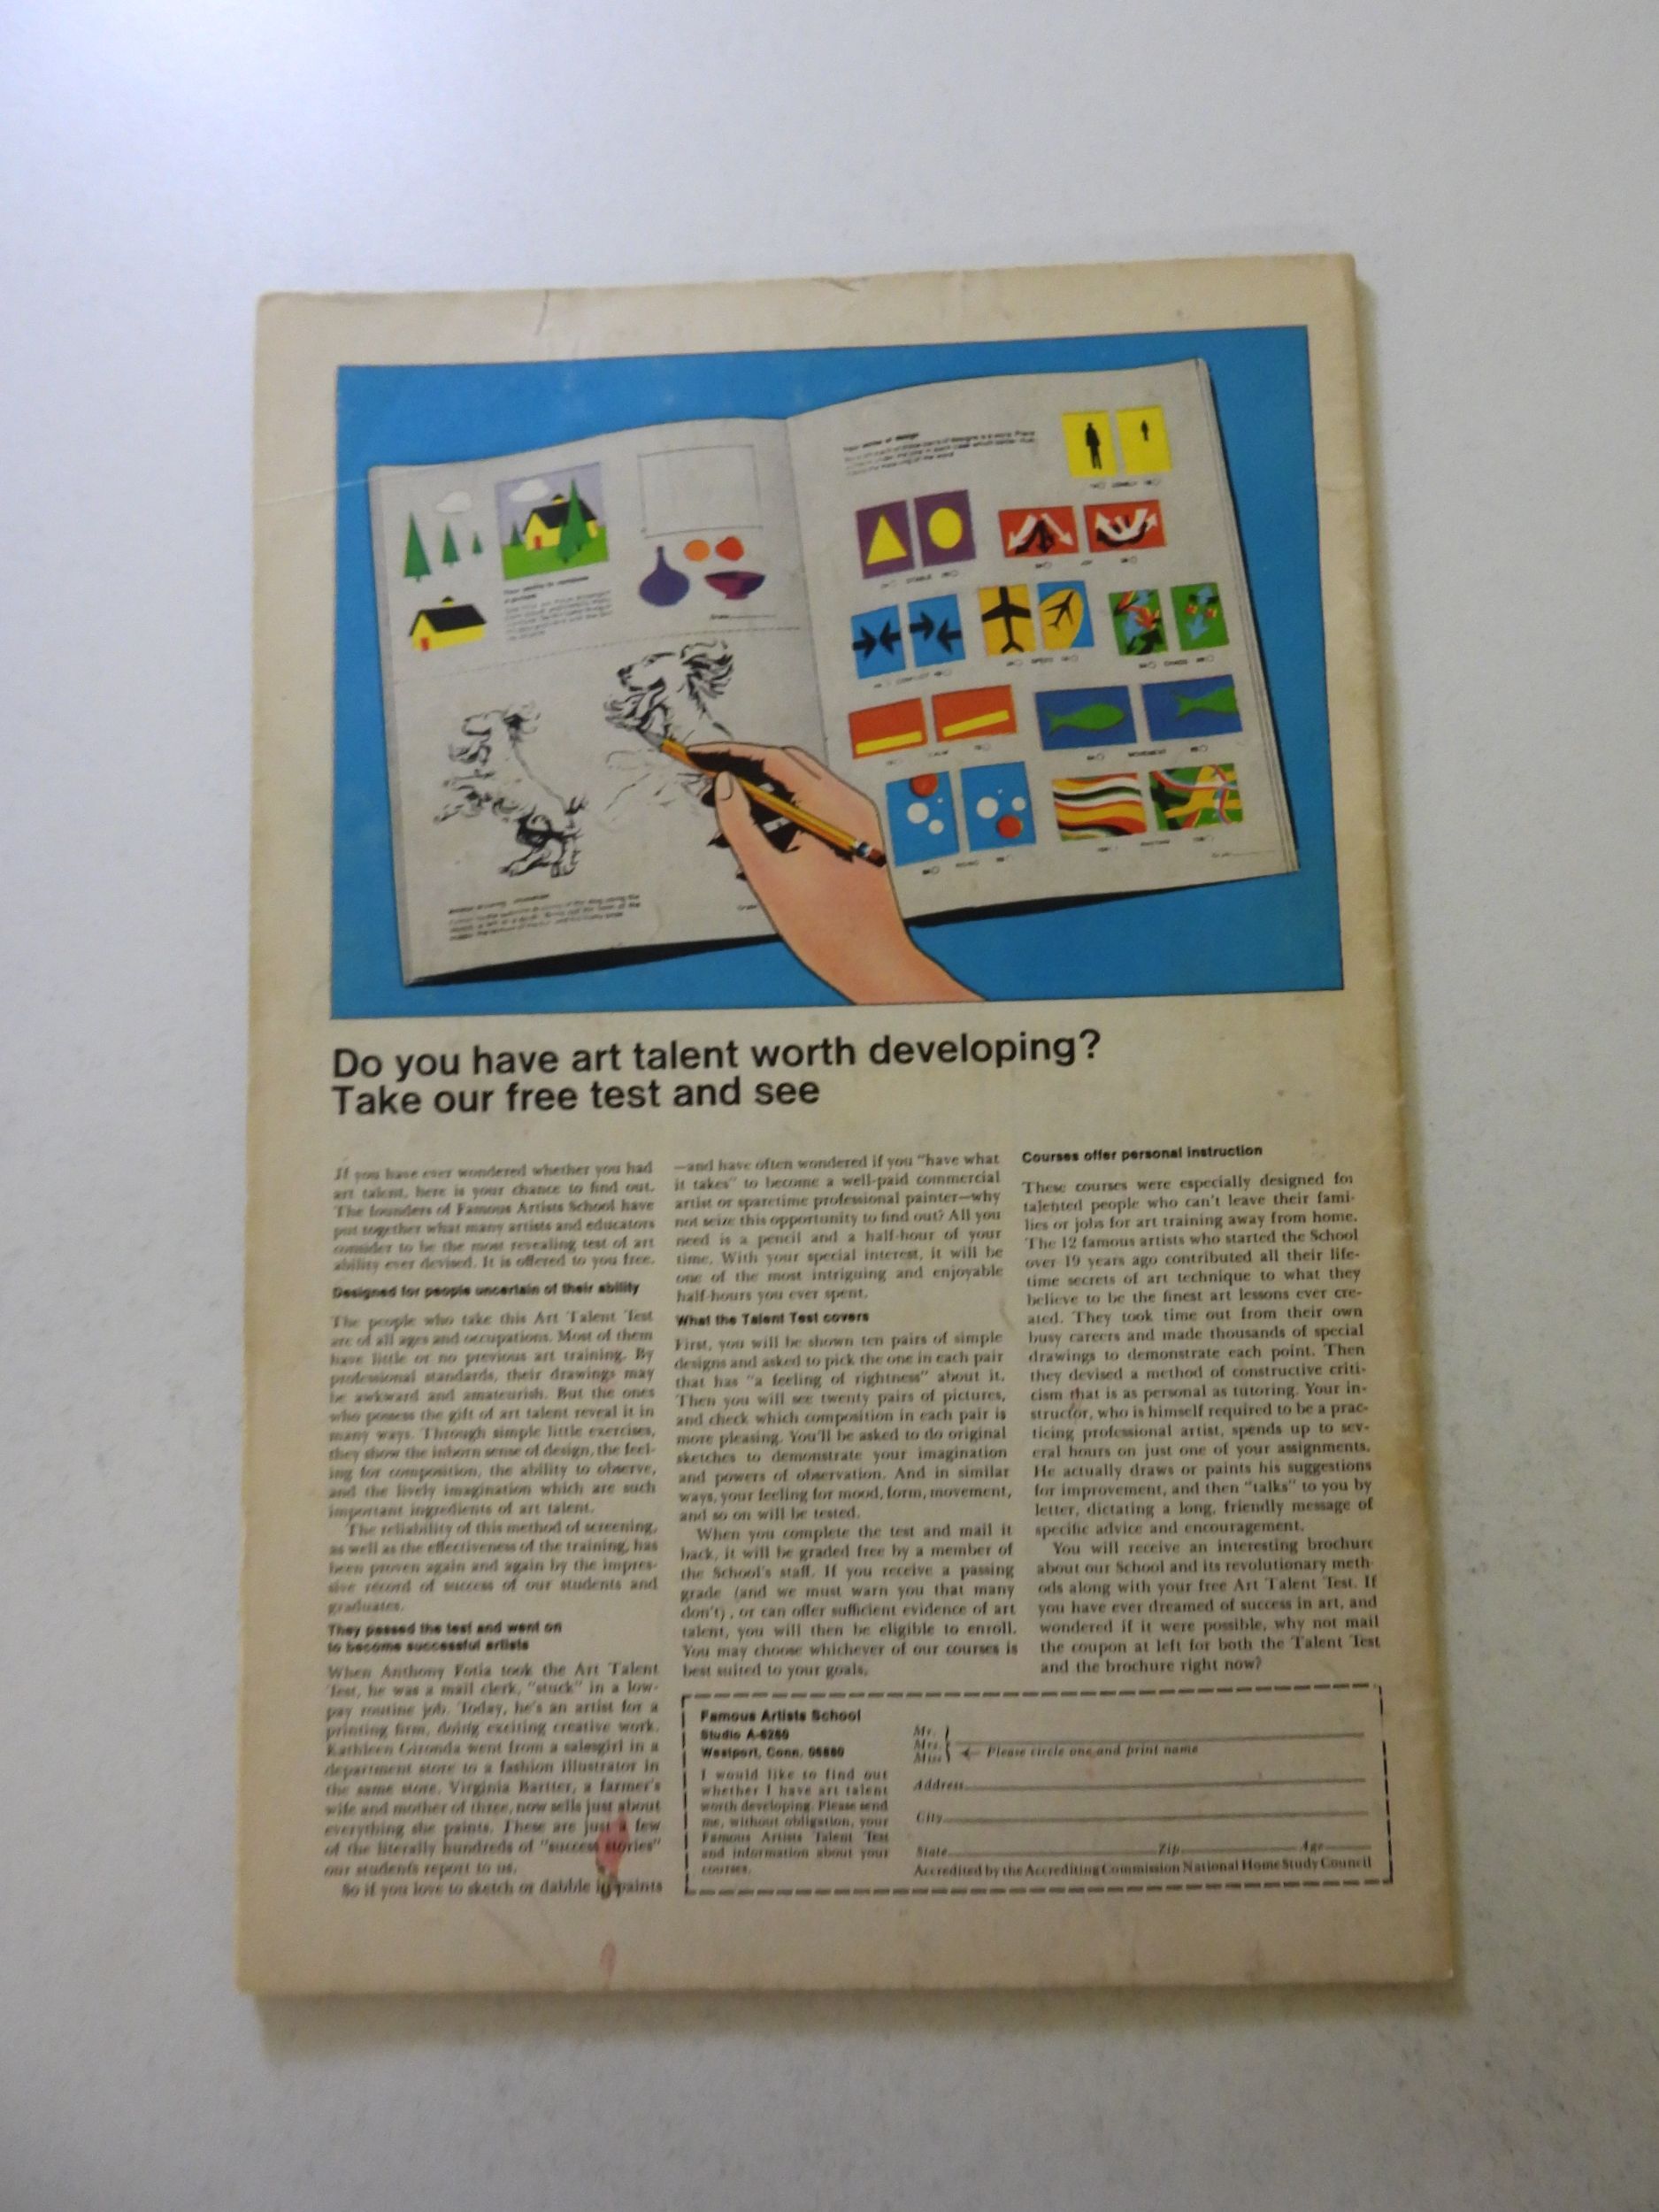 Do you have art talent worth developing?
Take our free test and see
If you have ever wondered whether you had
art talent, here is your chance to find out.
The founders of Famous Artists School have
put together what many artists and educators
consider to be the most revealing test of art
ability ever devised. It is offered to you free.
Designed for people uncertain of their ability
The people who take this Art Talent Test
are of all ages and occupations. Most of them
have little or no previous art training. By
professional standards, their drawings may
be awkward and amateurish. But the ones
who possess the gift of art talent reveal it in
many ways. Through simple little exercises,
they show the inborn sense of design, the feel-
ing for composition, the ability to observe,
and the lively imagination which are such
important ingredients of art talent.
The reliability of this method of screening,
as well as the effectiveness of the training, has
been proven again and again by the impres-
sive record of success of our students and
graduates.
They passed the test and went on
to become successful artists
When Anthony Fotia took the Art Talent
Test, he was a mail clerk, "stuck" in a low-
pay routine job. Today, he's an artist for a
printing firm, doing exciting creative work.
Kathleen Gironda went from a salesgirl in a
department store to a fashion illustrator in
the same store. Virginia Bartter, a farmer's
wife and mother of three, now sells just about
everything she paints. These are just a few
of the literally hundreds of "success stories"
our students report to us.
So if you love to sketch or dabble in paints
—and have often wondered if you "have what
it takes" to become a well-paid commercial
artist or sparetime professional painter—why
not seize this opportunity to find out? All you
need is a pencil and a half-hour of your
time. With your special interest, it will be
one of the most intriguing and enjoyable
half-hours you ever spent.
What the Talent Test covers
First, you will be shown ten pairs of simple
designs and asked to pick the one in each pair
that has "a feeling of rightness" about it.
Then you will see twenty pairs of pictures,
and check which composition in each pair is
more pleasing. You'll be asked to do original
sketches to demonstrate your imagination
and powers of observation. And in similar
ways, your feeling for mood, form, movement,
and so on will be tested.
When you complete the test and mail it
back, it will be graded free by a member of
the School's staff. If you receive a passing
grade (and we must warn you that many
don't), or can offer sufficient evidence of art
talent, you will then be eligible to enroll.
You may choose whichever of our courses is
best suited to your goals.
Courses offer personal instruction
These courses were especially designed for
talented people who can't leave their fami-
lies or jobs for art training away from home.
The 12 famous artists who started the School
over 19 years ago contributed all their life-
time secrets of art technique to what they
believe to be the finest art lessons ever cre-
ated. They took time out from their own
busy careers and made thousands of special
drawings to demonstrate each point. Then
they devised a method of constructive criti-
cism that is as personal as tutoring. Your in-
structor, who is himself required to be a prac-
ticing professional artist, spends up to sev-
eral hours on just one of your assignments.
He actually draws or paints his suggestions
for improvement, and then "talks" to you by
letter, dictating a long, friendly message of
specific advice and encouragement.
You will receive an interesting brochure
about our School and its revolutionary meth-
ods along with your free Art Talent Test. If
you have ever dreamed of success in art, and
wondered if it were possible, why not mail
the coupon at left for both the Talent Test
and the brochure right now?
Famous Artists School
Studio A-6260
Westport, Conn. 06880
I would like to find out
whether I have art talent
worth developing. Please send
me, without obligation, your
Famous Artists Talent Test
and information about your
courses.
Mr.
Mrs.
Miss
Please circle one and print name
Address
City
State Zip Age
Accredited by the Accrediting Commission National Home Study Council